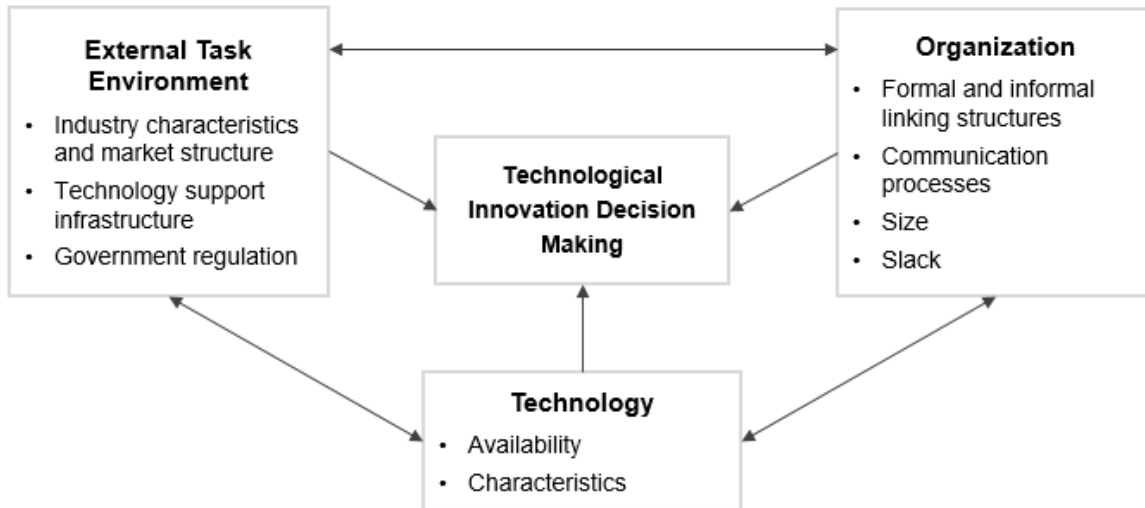 External Task
Environment
• Industry characteristics
and market structure
• Technology support
infrastructure
• Government regulation
Technological
Innovation Decision
Making
Organization
• Formal and informal
linking structures
• Communication
processes
• Size
• Slack
Technology
• Availability
• Characteristics